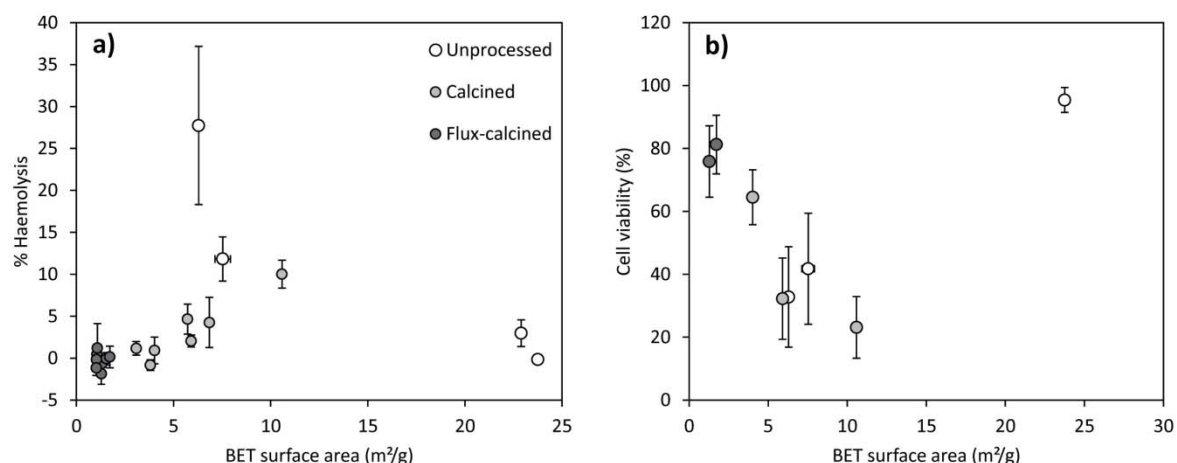 a)
% Haemolysis
40
35
30
25
20
15
10
5
0
-5
0 5 10 15 20 25
BET surface area (m²/g)
Unprocessed
Calcined
Flux-calcined
b)
Cell viability (%)
120
100
80
60
40
20
0
0 5 10 15 20 25 30
BET surface area (m²/g)